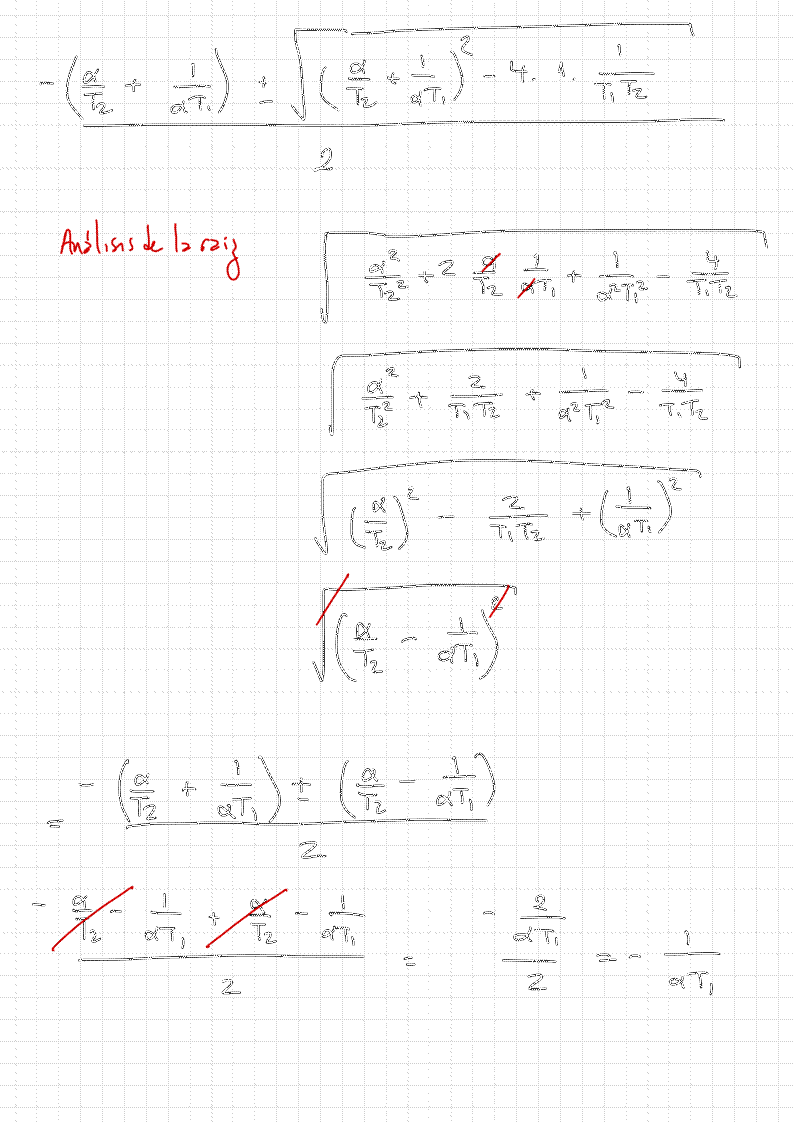 \frac{-\left(\frac{\alpha}{T_2} + \frac{1}{\alpha T_1}\right) \pm \sqrt{\left(\frac{\alpha}{T_2} + \frac{1}{\alpha T_1}\right)^2 - 4 \cdot 1 \cdot \frac{1}{T_1 T_2}}}{2}
Análisis de la raiz
\sqrt{\frac{\alpha^2}{T_2^2} + 2 \frac{\alpha}{T_2} \frac{1}{\alpha T_1} + \frac{1}{\alpha^2 T_1^2} - \frac{4}{T_1 T_2}}
\sqrt{\frac{\alpha^2}{T_2^2} + \frac{2}{T_1 T_2} + \frac{1}{\alpha^2 T_1^2} - \frac{4}{T_1 T_2}}
\sqrt{\left(\frac{\alpha}{T_2}\right)^2 - \frac{2}{T_1 T_2} + \left(\frac{1}{\alpha T_1}\right)^2}
\sqrt{\left(\frac{\alpha}{T_2} - \frac{1}{\alpha T_1}\right)^2}
= \frac{-\left(\frac{\alpha}{T_2} + \frac{1}{\alpha T_1}\right) \pm \left(\frac{\alpha}{T_2} - \frac{1}{\alpha T_1}\right)}{2}
\frac{-\frac{\alpha}{T_2} - \frac{1}{\alpha T_1} + \frac{\alpha}{T_2} - \frac{1}{\alpha T_1}}{2} = \frac{-\frac{2}{\alpha T_1}}{2} = -\frac{1}{\alpha T_1}